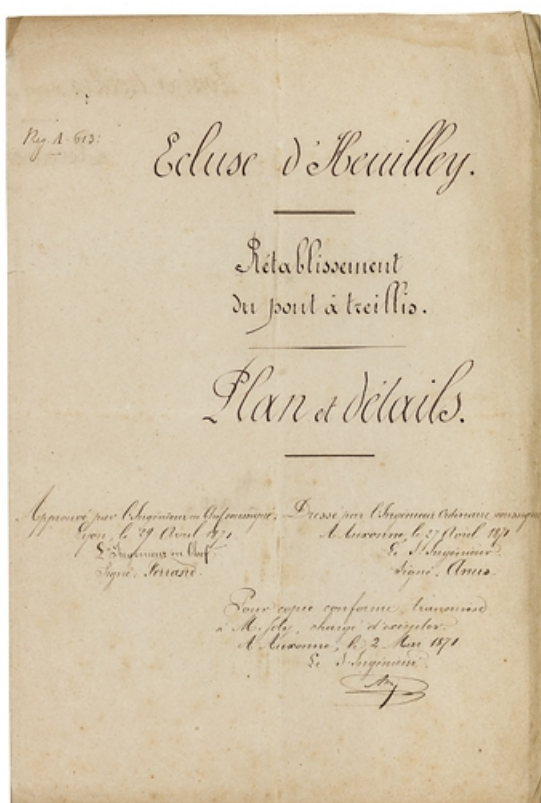 Reg. A-613:
Ecluse d'Heuilley.
Rétablissement
du pont à treillis.
Plan et détails.
Approuvé par l'Ingénieur en Chef soussigné.
Lyon, le 29 Avril 1871.
L'Ingénieur en Chef.
Signé:
Dressé par l'Ingénieur Ordinaire soussigné
A Auxonne, le 27 Avril 1871
Le S. Ingénieur
Signé,
Pour copie conforme, transmise
à M. chargé d'exécuter.
A Auxonne, le 2 Mai 1871
Le S. Ingénieur.